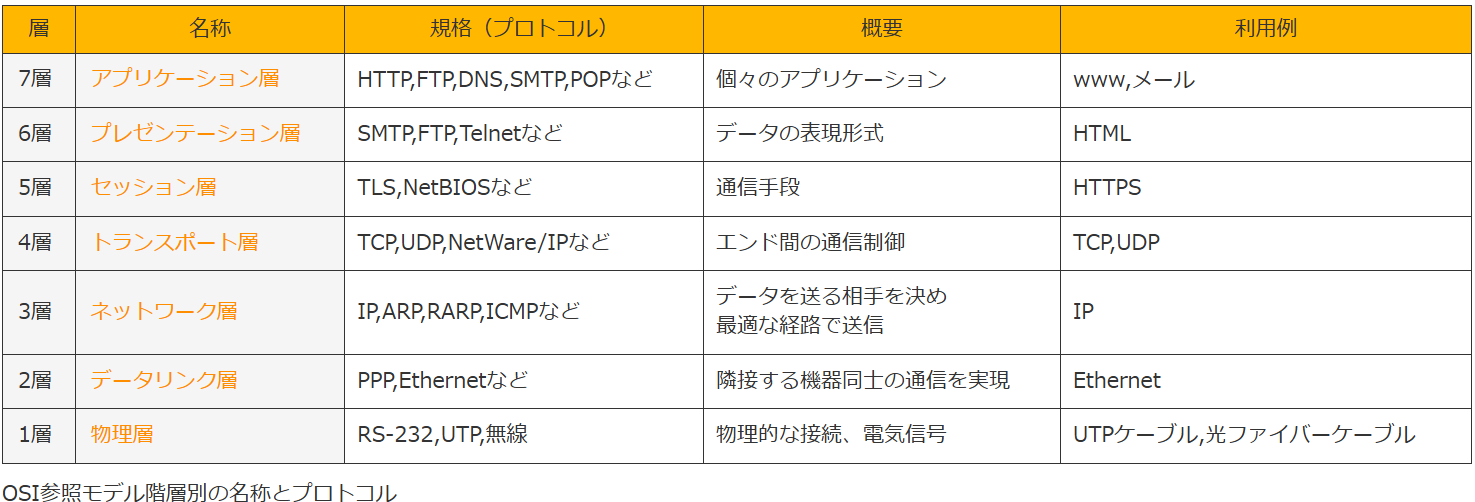 層 名称 規格（プロトコル） 概要 利用例
7層 アプリケーション層 HTTP,FTP,DNS,SMTP,POPなど 個々のアプリケーション www,メール
6層 プレゼンテーション層 SMTP,FTP,Telnetなど データの表現形式 HTML
5層 セッション層 TLS,NetBIOSなど 通信手段 HTTPS
4層 トランスポート層 TCP,UDP,NetWare/IPなど エンド間の通信制御 TCP,UDP
3層 ネットワーク層 IP,ARP,RARP,ICMPなど データを送る相手を決め
最適な経路で送信 IP
2層 データリンク層 PPP,Ethernetなど 隣接する機器同士の通信を実現 Ethernet
1層 物理層 RS-232,UTP,無線 物理的な接続、電気信号 UTPケーブル,光ファイバーケーブル
OSI参照モデル階層別の名称とプロトコル